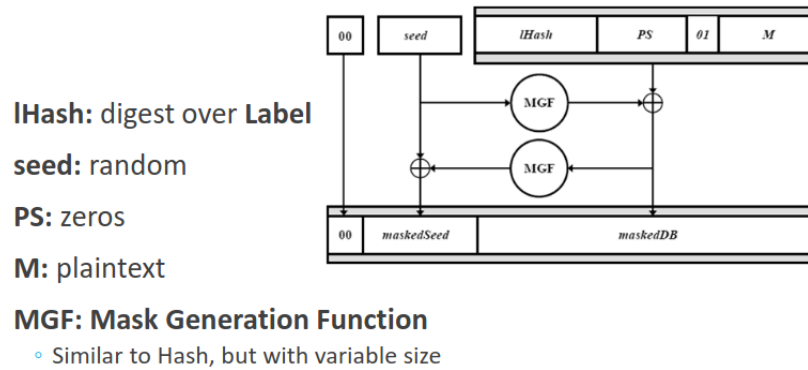 00 seed lHash PS 01 M
MGF
lHash: digest over Label
seed: random
MGF
PS: zeros
00 maskedSeed maskedDB
M: plaintext
MGF: Mask Generation Function
Similar to Hash, but with variable size